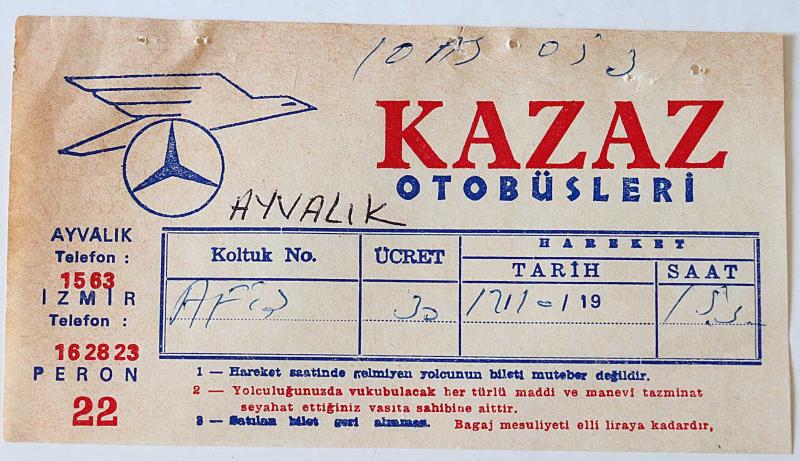 KAZAZ
OTOBÜSLERİ
AYVALIK
AYVALIK
Telefon :
1563
İZMİR
Telefon :
16 28 23
PERON
22
Koltuk No.
ÜCRET
HAREKET
TARİH
SAAT
30
19
1 — Hareket saatinde gelmiyen yolcunun bileti muteber değildir.
2 — Yolculuğunuzda vukubulacak her türlü maddi ve manevi tazminat
seyahat ettiğiniz vasıta sahibine aittir.
3 — Satılan bilet geri alınmaz. Bagaj mesuliyeti elli liraya kadardır.